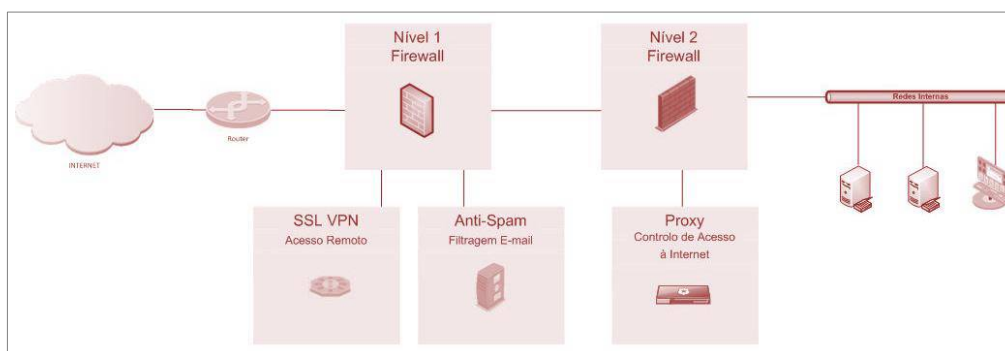 Nível 1
Firewall
Nível 2
Firewall
Redes Internas
Router
INTERNET
SSL VPN
Acesso Remoto
Anti-Spam
Filtragem E-mail
Proxy
Controlo de Acesso
à Internet